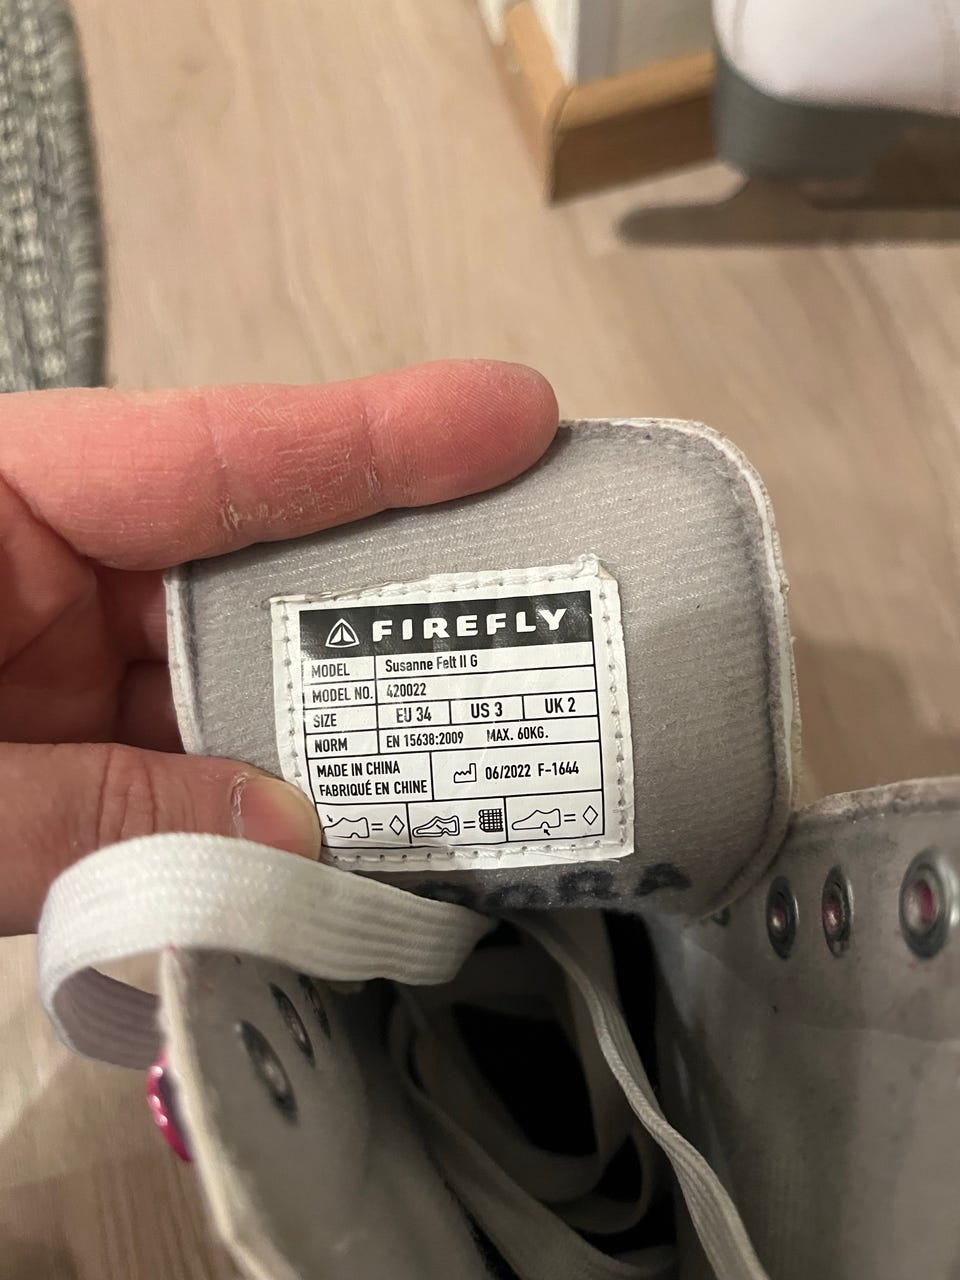 FIREFLY
MODEL Susanne Felt II G
MODEL NO. 420022
SIZE EU 34 US 3 UK 2
NORM EN 15638:2009 MAX. 60KG.
MADE IN CHINA
FABRIQUÉ EN CHINE
06/2022 F-1644
= = =